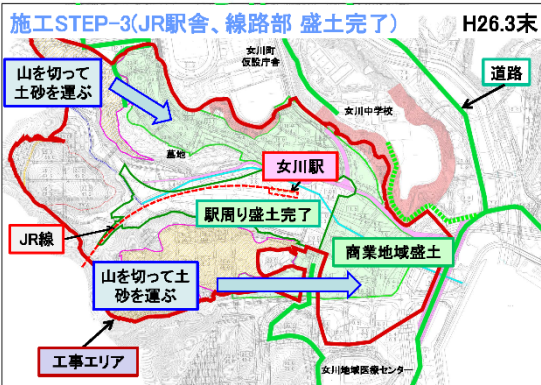 施工STEP-3(JR駅舎、線路部 盛土完了)
H26.3末
女川町
仮設庁舎
道路
山を切って
土砂を運ぶ
女川中学校
墓地
女川駅
駅周り盛土完了
JR線
商業地域盛土
山を切って土
砂を運ぶ
工事エリア
女川地域医療センター